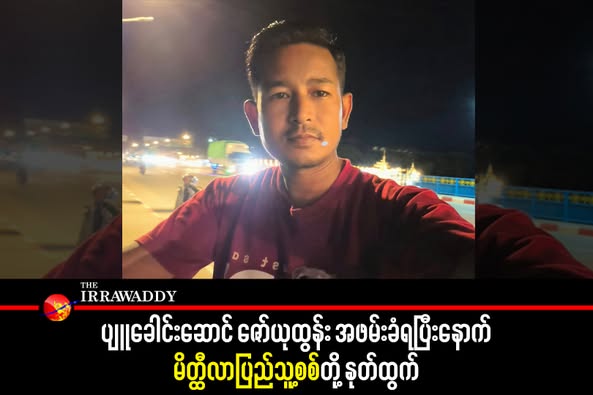 THE
IRRAWADDY
ပျူခေါင်းဆောင် ဇော်ယုထွန်း အဖမ်းခံရပြီးနောက်
မိတ္ထီလာပြည်သူ့စစ်တို့ နုတ်ထွက်